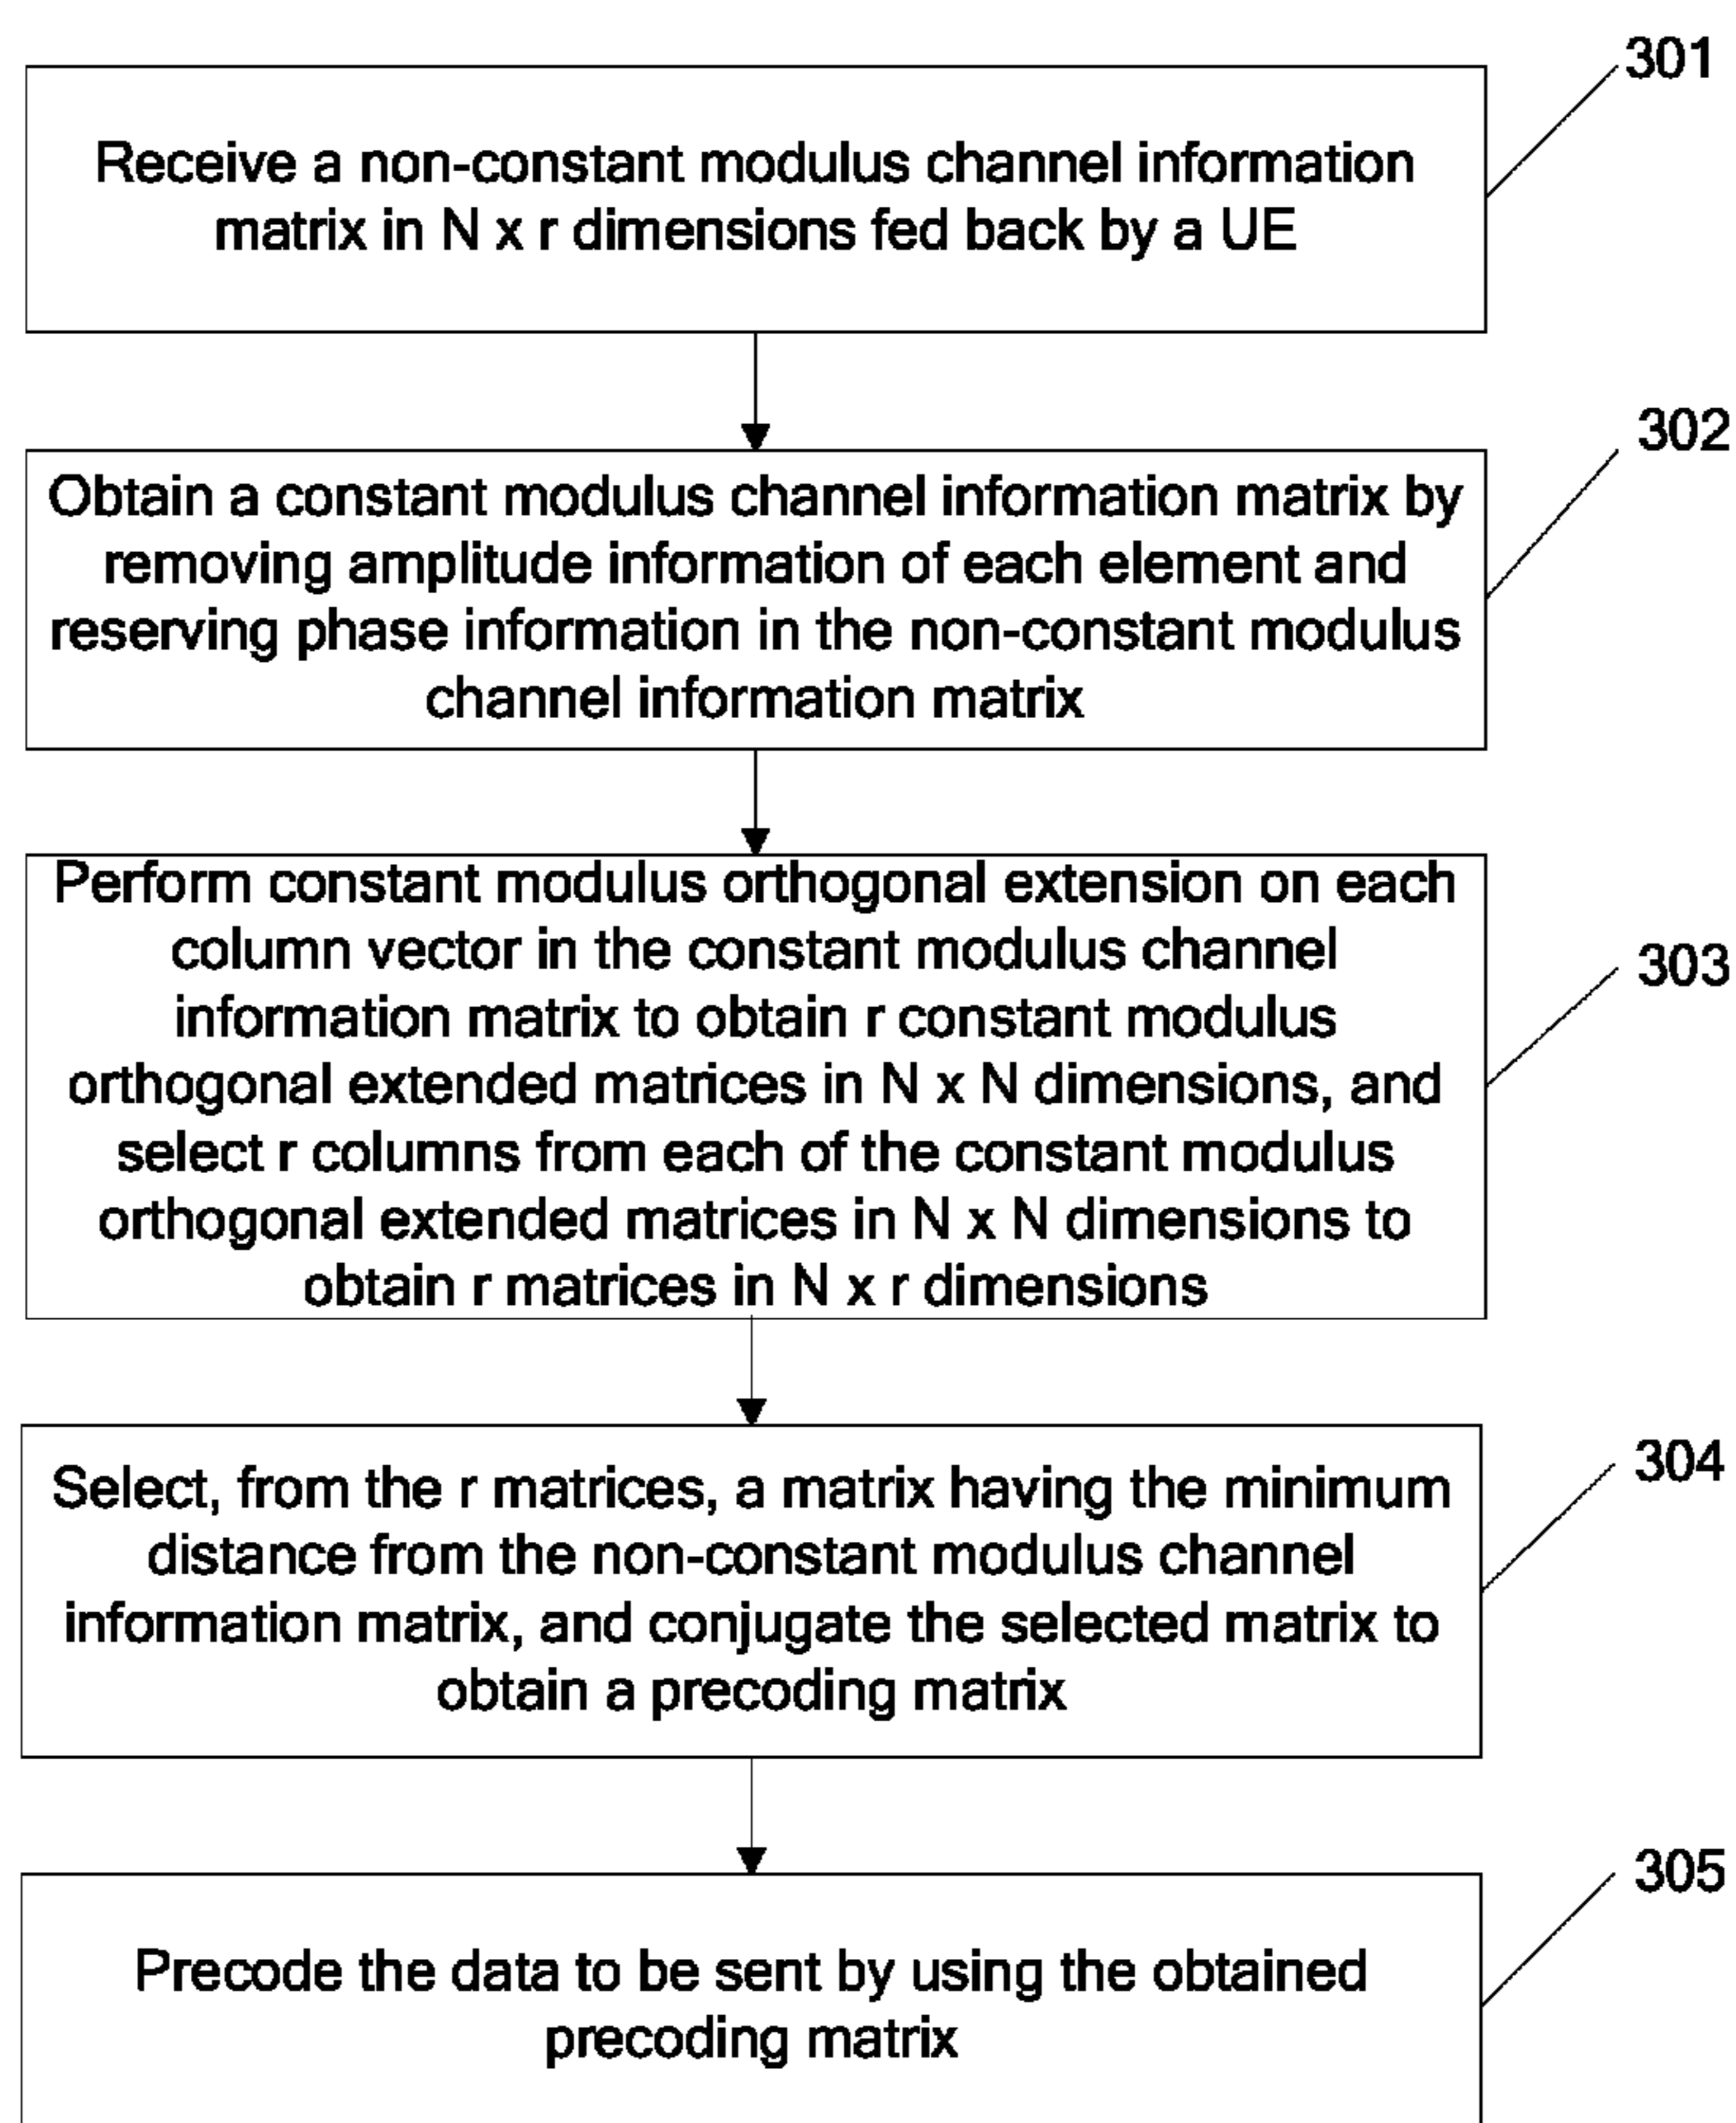 301
Receive a non-constant modulus channel information
matrix in N x r dimensions fed back by a UE
302
Obtain a constant modulus channel information matrix by
removing amplitude information of each element and
reserving phase information in the non-constant modulus
channel information matrix
Perform constant modulus orthogonal extension on each
column vector in the constant modulus channel
303
information matrix to obtain r constant modulus
orthogonal extended matrices in N x N dimensions, and
select r columns from each of the constant modulus
orthogonal extended matrices in N x N dimensions to
obtain r matrices in N x r dimensions
304
Select, from the r matrices, a matrix having the minimum
distance from the non-constant modulus channel
information matrix, and conjugate the selected matrix to
obtain a precoding matrix
305
Precode the data to be sent by using the obtained
precoding matrix